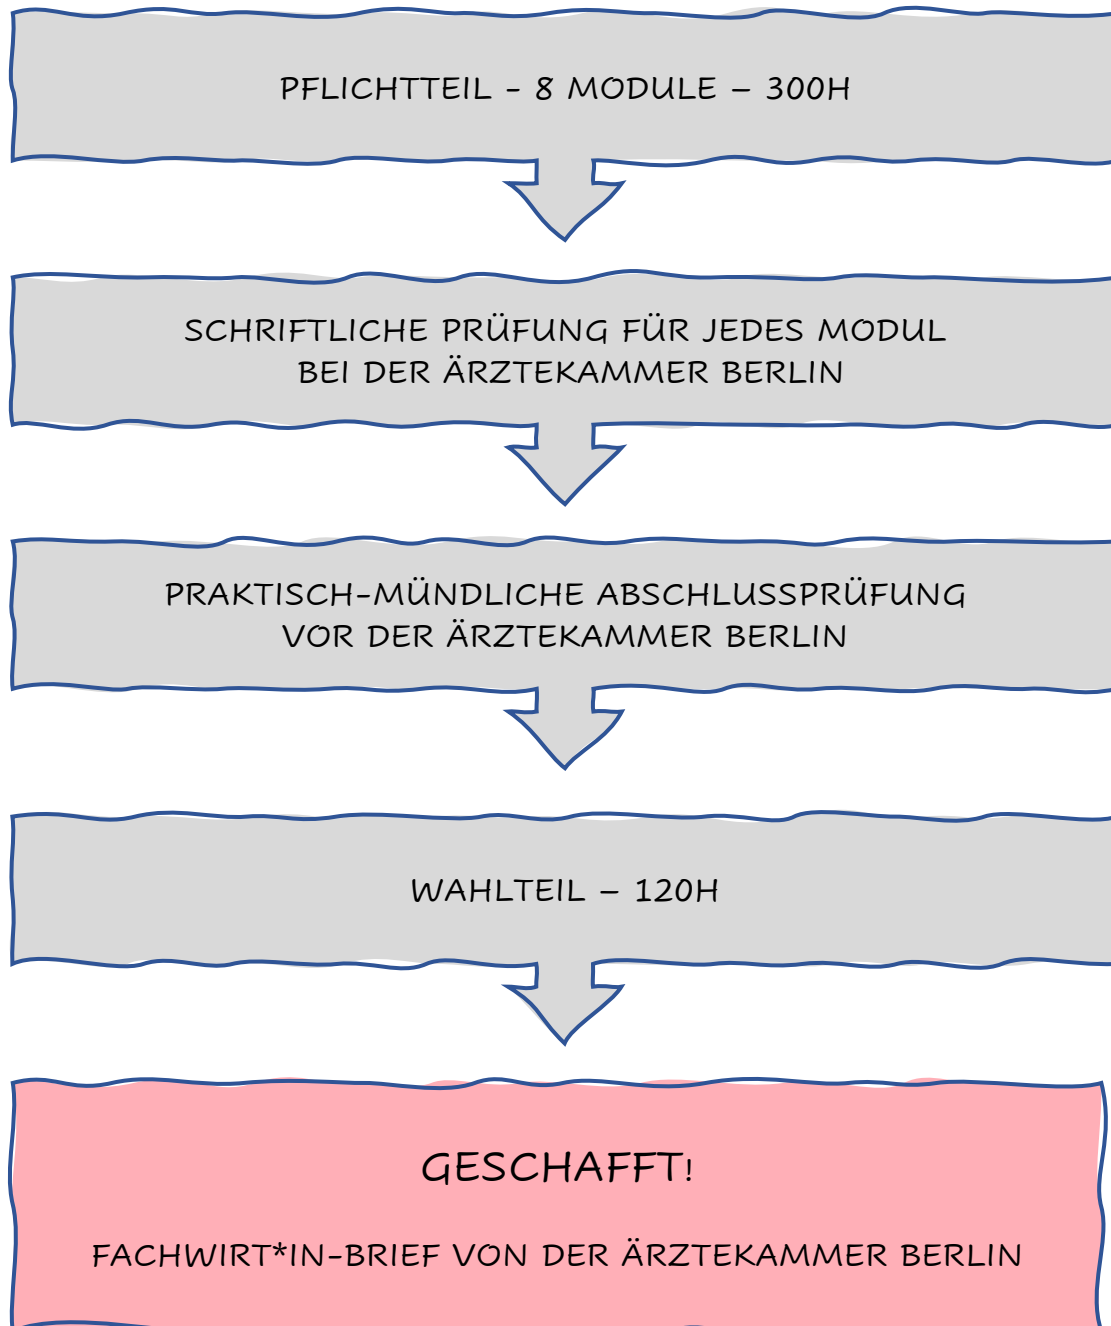 PFLICHTTEIL - 8 MODULE – 300H
SCHRIFTLICHE PRÜFUNG FÜR JEDES MODUL
BEI DER ÄRZTEKAMMER BERLIN
PRAKTISCH-MÜNDLICHE ABSCHLUSSPRÜFUNG
VOR DER ÄRZTEKAMMER BERLIN
WAHLTEIL – 120H
GESCHAFFT!
FACHWIRT*IN-BRIEF VON DER ÄRZTEKAMMER BERLIN